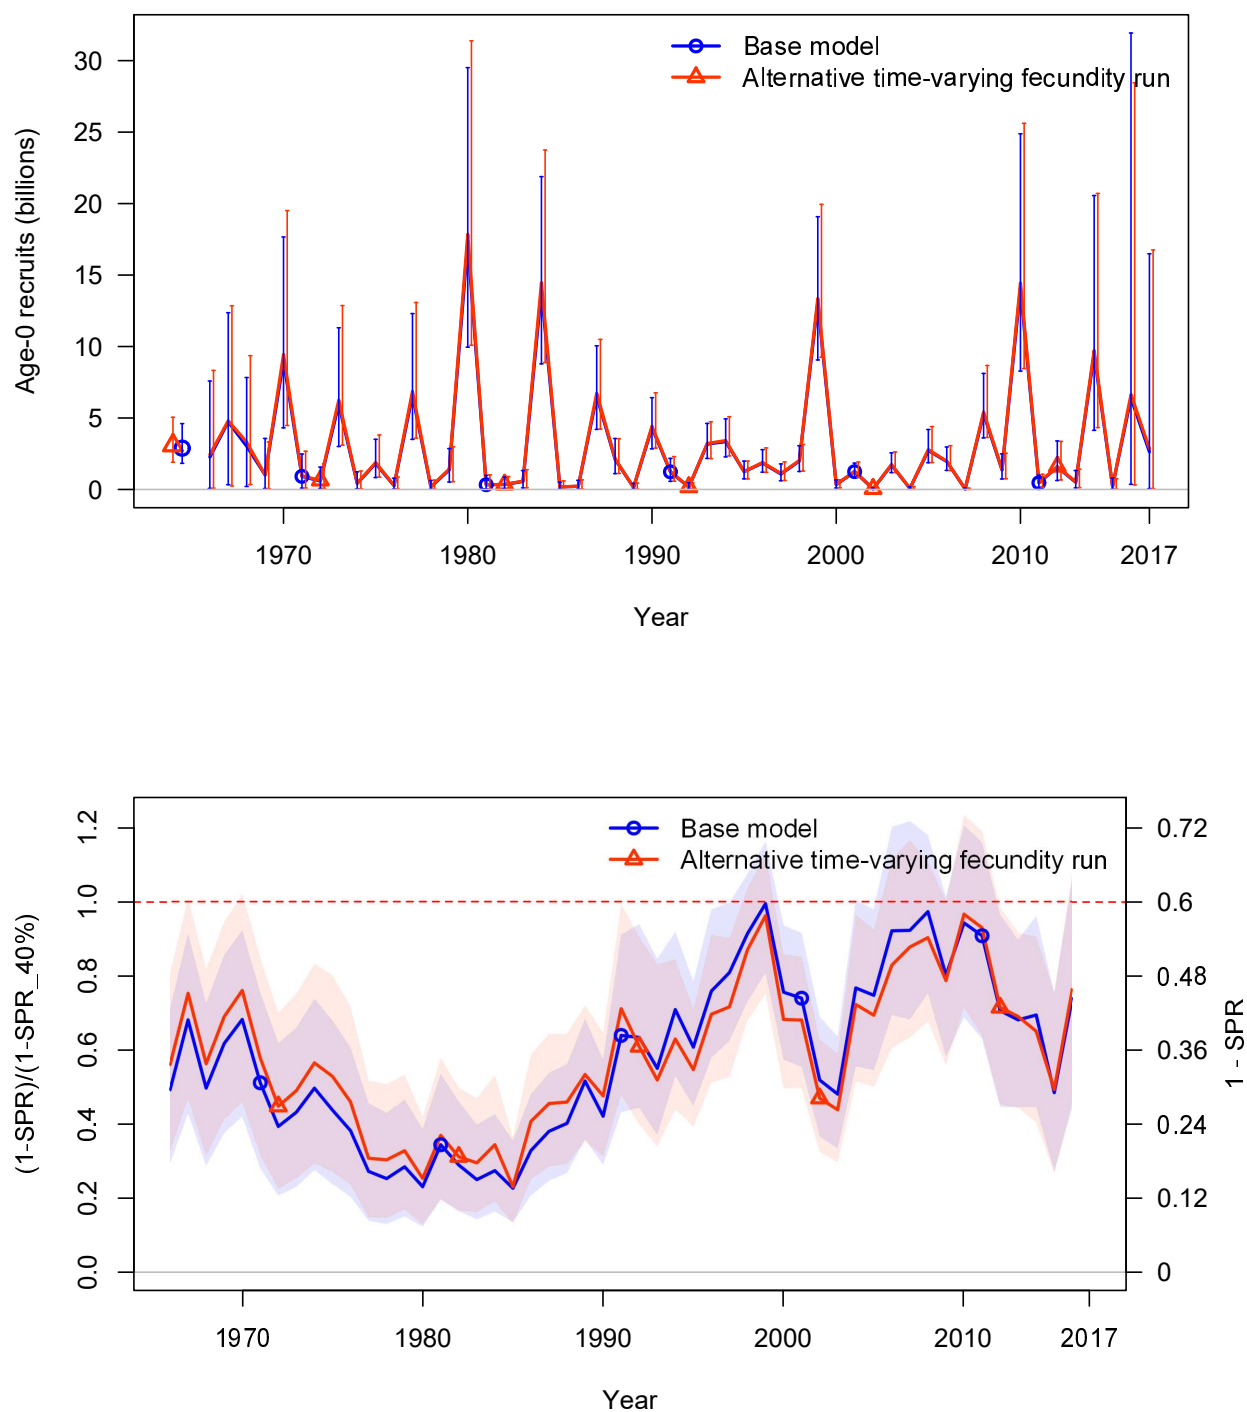 Base model
Alternative time-varying fecundity run
Age-0 recruits (billions)
30
25
20
15
10
5
0
1970 1980 1990 2000 2010 2017
Year
Base model
Alternative time-varying fecundity run
(1-SPR)/(1-SPR_40%)
1.2
1.0
0.8
0.6
0.4
0.2
0.0
0.72
0.6
0.48
0.36
0.24
0.12
0
1 - SPR
1970 1980 1990 2000 2010 2017
Year